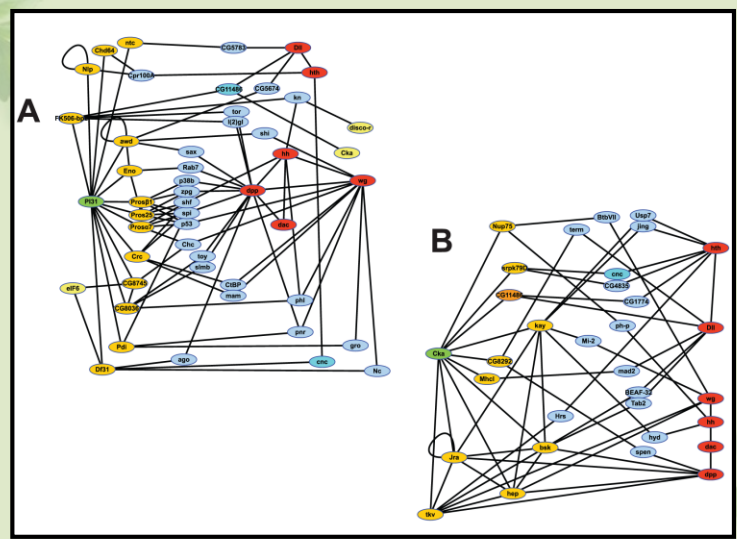 A
ntc
Chd64
CG5783
Dll
Nlp
Cpr100A
hth
CG11486
CG5674
kn
FK506-bp
tor
l(2)gl
disco-r
awd
shi
sax
hh
Cka
Eno
Rab7
p38b
wg
zpg
dpp
PI31
Prosβ1
shf
Pros25
spi
Prosα7
p53
dac
Chc
Crc
toy
slmb
CG8745
CtBP
eIF6
mam
phl
CG8036
pnr
Pdi
gro
ago
cnc
Df31
Nc
B
BtbVII
Usp7
Nup75
term
jing
hth
srpk79D
cnc
CG4835
CG11486
CG1774
kay
ph-p
Dll
Mi-2
Cka
CG8292
mad2
Mhcl
BEAF-32
wg
Tab2
Hrs
hh
hyd
bsk
dac
Jra
spen
dpp
hep
tkv